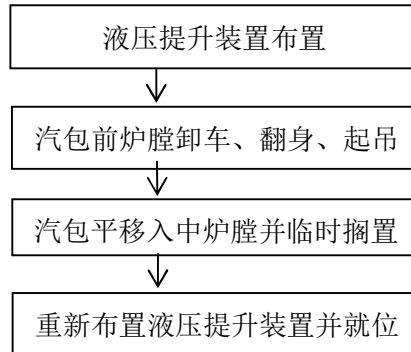 液压提升装置布置
汽包前炉膛卸车、翻身、起吊
汽包平移入中炉膛并临时搁置
重新布置液压提升装置并就位